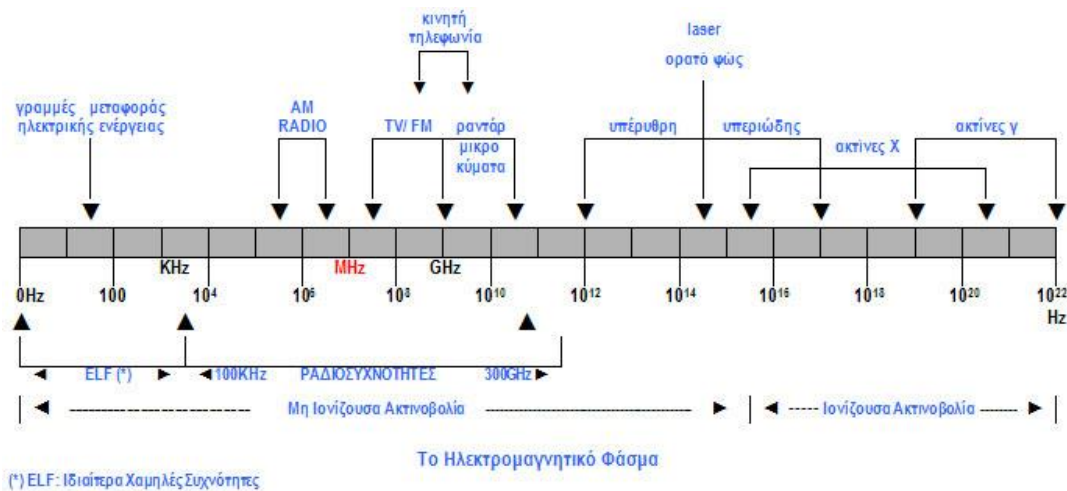 κινητή
τηλεφωνία
laser
ορατό φώς
γραμμές μεταφοράς
ηλεκτρικής ενέργειας
AM
RADIO
TV/ FM
ραντάρ
μικρο
κύματα
υπέρυθρη
υπεριώδης
ακτίνες Χ
ακτίνες γ
KHz
MHz
GHz
0Hz 100 10⁴ 10⁶ 10⁸ 10¹⁰ 10¹² 10¹⁴ 10¹⁶ 10¹⁸ 10²⁰ 10²²
Hz
ELF (*) 100KHz ΡΑΔΙΟΣΥΧΝΟΤΗΤΕΣ 300GHz
Μη Ιονίζουσα Ακτινοβολία Ιονίζουσα Ακτινοβολία
Το Ηλεκτρομαγνητικό Φάσμα
(*) ELF: Ιδιαίτερα Χαμηλές Συχνότητες